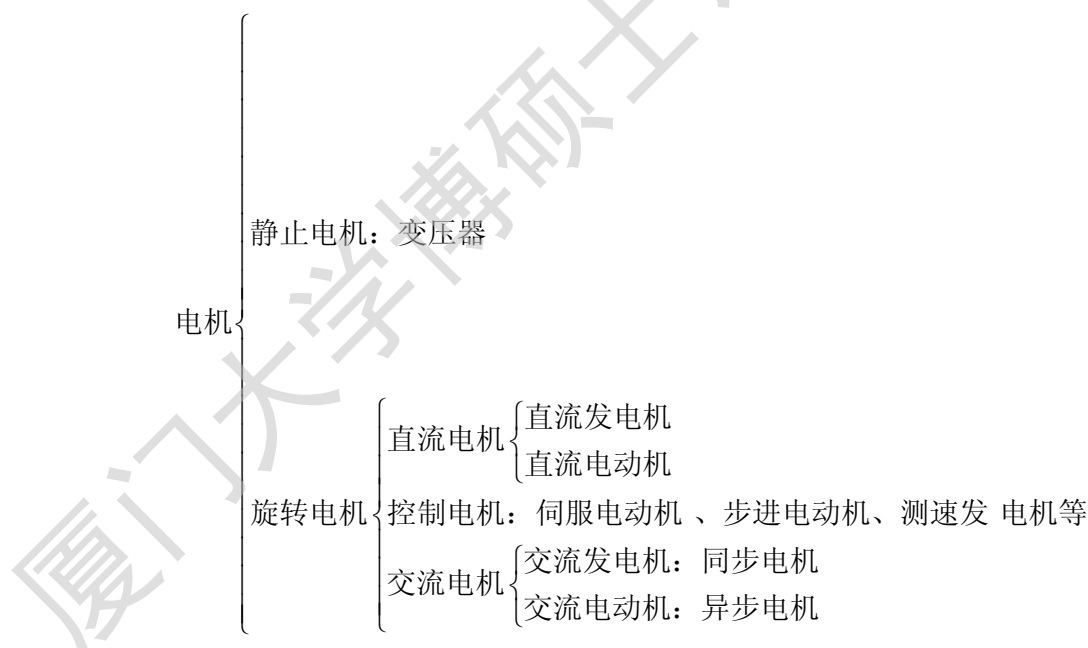 静止电机：变压器
电机
直流发电机
直流电机
直流电动机
旋转电机
控制电机：伺服电动机 、步进电动机、测速发 电机等
交流发电机：同步电机
交流电机
交流电动机：异步电机
厦门大学博硕士